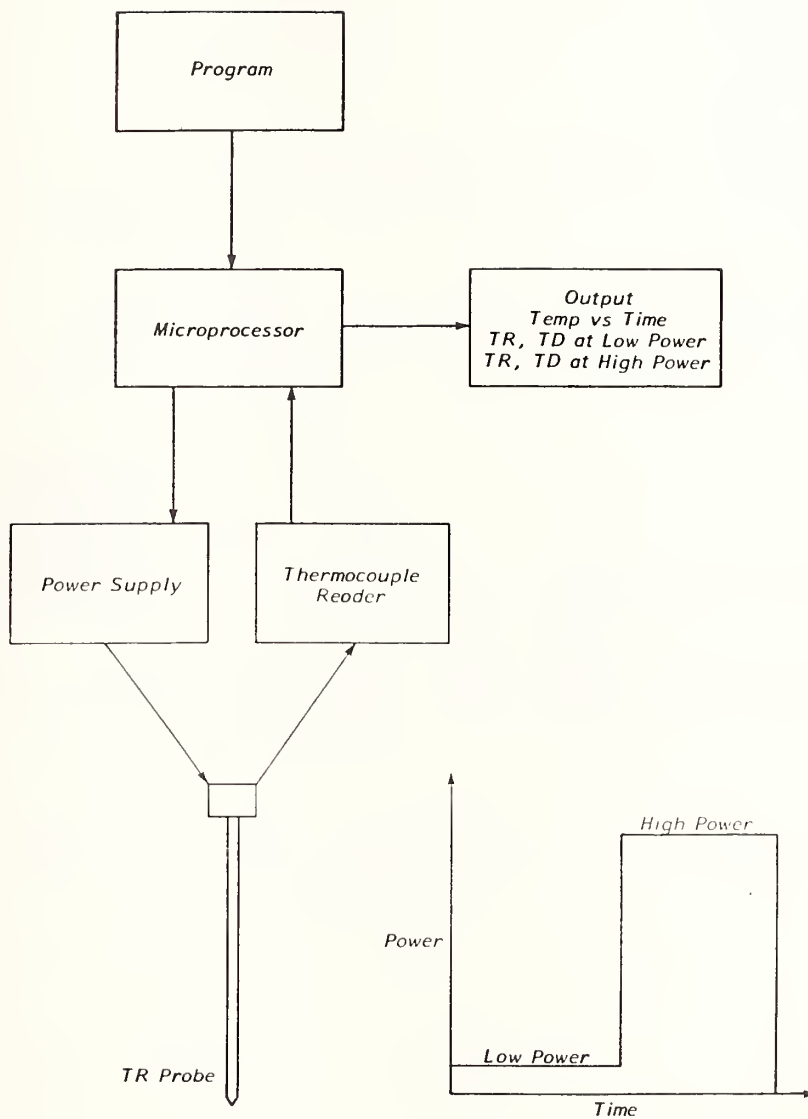 Program
Microprocessor
Output
Temp vs Time
TR, TD at Low Power
TR, TD at High Power
Power Supply
Thermocouple
Reoder
High Power
Power
Low Power
TR Probe
Time